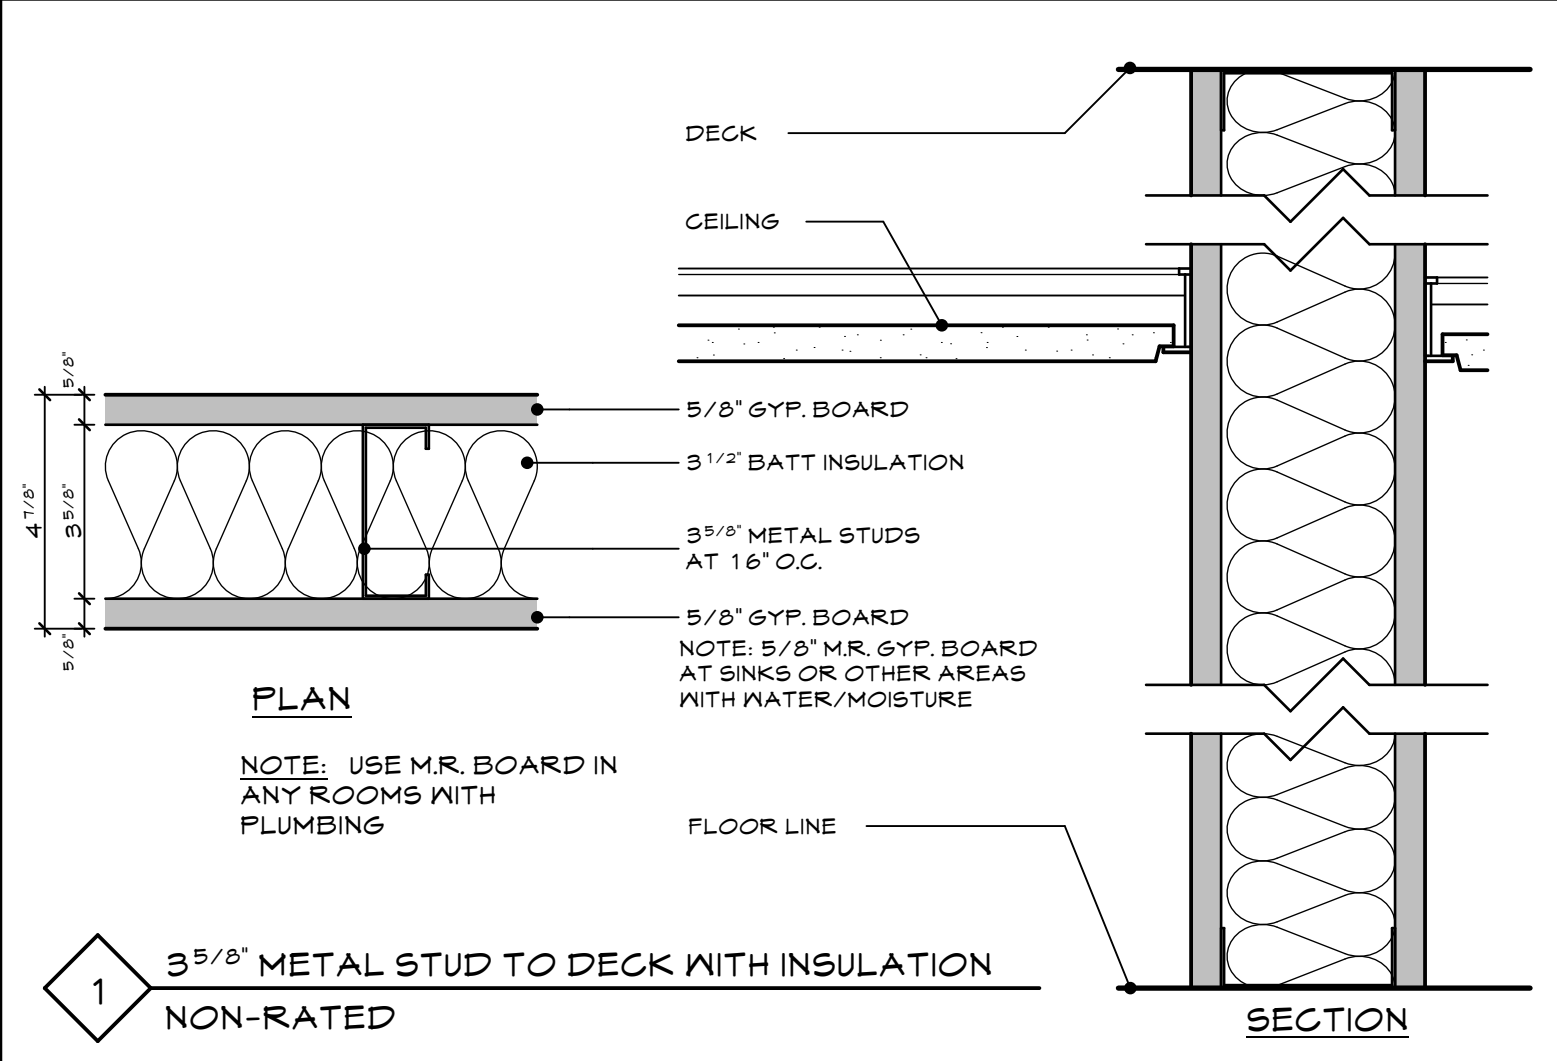 DECK
CEILING
5/8"
4 7/8"
3 5/8"
5/8"
5/8" GYP. BOARD
3 1/2" BATT INSULATION
3 5/8" METAL STUDS
AT 16" O.C.
5/8" GYP. BOARD
NOTE: 5/8" M.R. GYP. BOARD
AT SINKS OR OTHER AREAS
WITH WATER/MOISTURE
PLAN
NOTE: USE M.R. BOARD IN
ANY ROOMS WITH
PLUMBING
FLOOR LINE
1
3 5/8" METAL STUD TO DECK WITH INSULATION
NON-RATED
SECTION